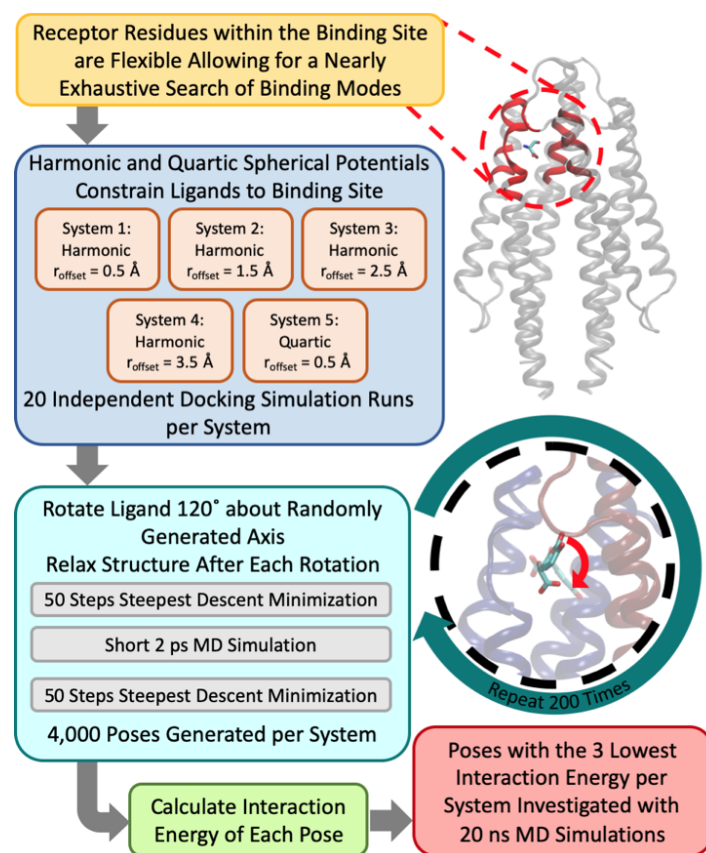 Receptor Residues within the Binding Site
are Flexible Allowing for a Nearly
Exhaustive Search of Binding Modes
Harmonic and Quartic Spherical Potentials
Constrain Ligands to Binding Site
System 1:
Harmonic
r_offset = 0.5 Å
System 2:
Harmonic
r_offset = 1.5 Å
System 3:
Harmonic
r_offset = 2.5 Å
System 4:
Harmonic
r_offset = 3.5 Å
System 5:
Quartic
r_offset = 0.5 Å
20 Independent Docking Simulation Runs
per System
Rotate Ligand 120˚ about Randomly
Generated Axis
Relax Structure After Each Rotation
50 Steps Steepest Descent Minimization
Short 2 ps MD Simulation
50 Steps Steepest Descent Minimization
4,000 Poses Generated per System
Repeat 200 Times
Calculate Interaction
Energy of Each Pose
Poses with the 3 Lowest
Interaction Energy per
System Investigated with
20 ns MD Simulations